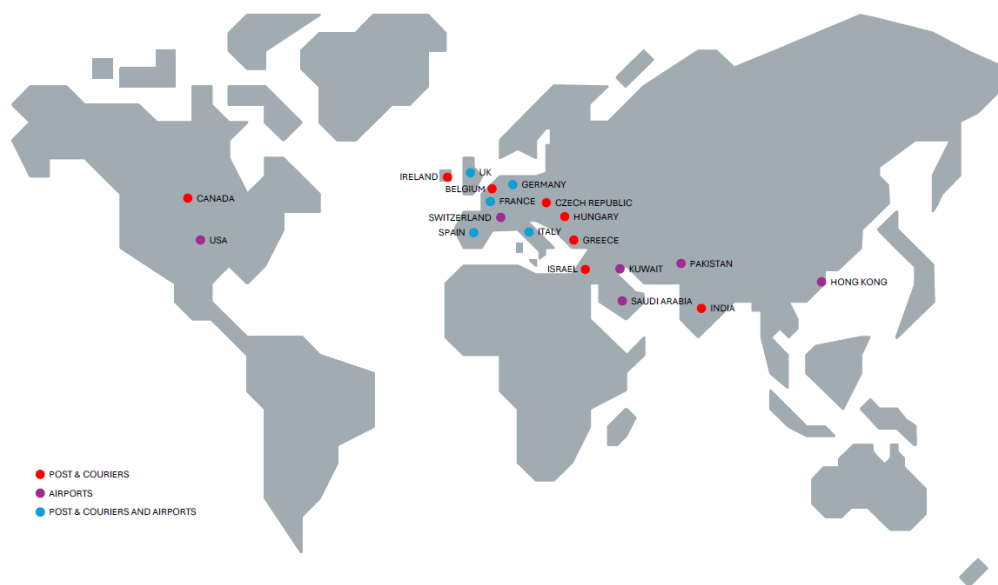 UK
IRELAND
GERMANY
BELGIUM
CANADA
FRANCE
CZECH REPUBLIC
SWITZERLAND
HUNGARY
SPAIN
ITALY
USA
GREECE
PAKISTAN
ISRAEL
KUWAIT
HONG KONG
SAUDI ARABIA
INDIA
POST & COURIERS
AIRPORTS
POST & COURIERS AND AIRPORTS